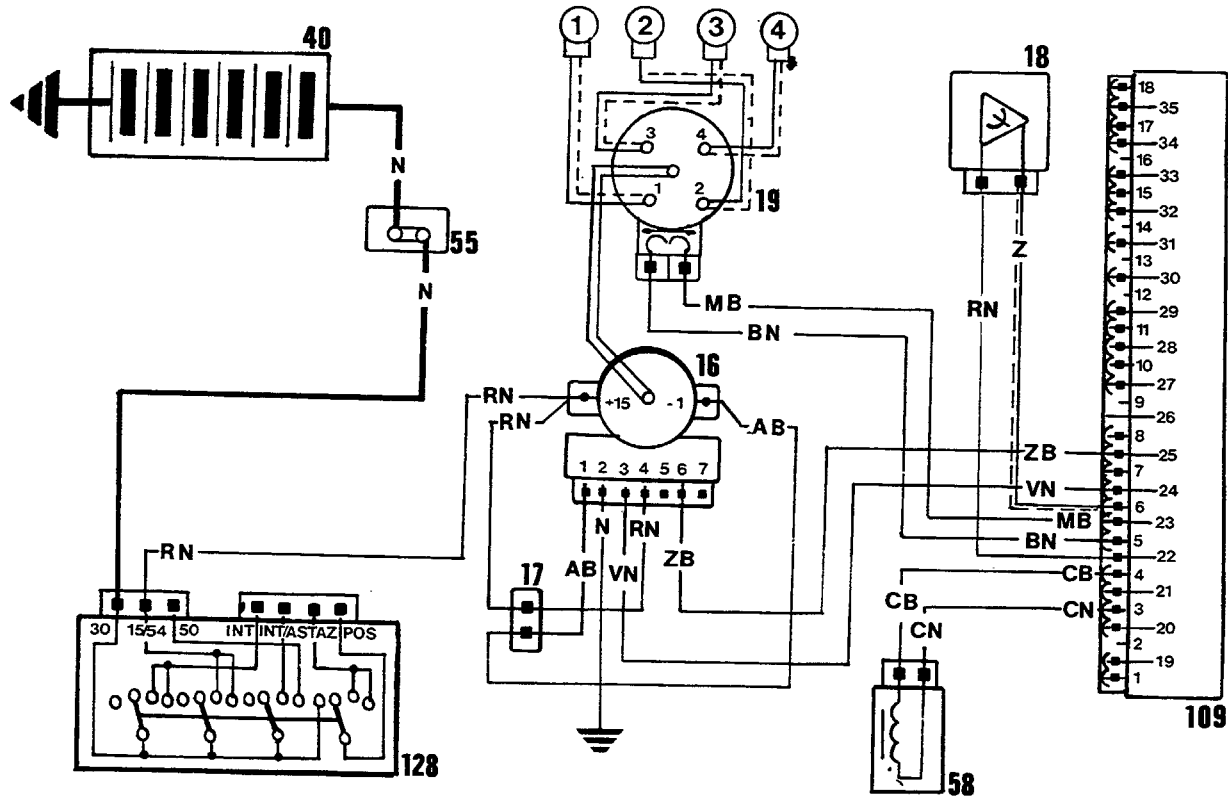 40
1 2 3 4
18
N
3 4
1 2
19
55
N
Z
RN
MB
BN
16
RN
RN
+15 -1
AB
1 2 3 4 5 6 7
N RN
AB VN ZB
17
ZB
VN
MB
BN
CB
CN
CB
CN
RN
30 15/54 50 INT INT/A STAZ POS
128
58
18
35
17
34
16
33
15
32
14
31
13
30
12
29
11
28
10
27
9
26
8
25
7
24
6
23
5
22
4
21
3
20
2
19
1
109